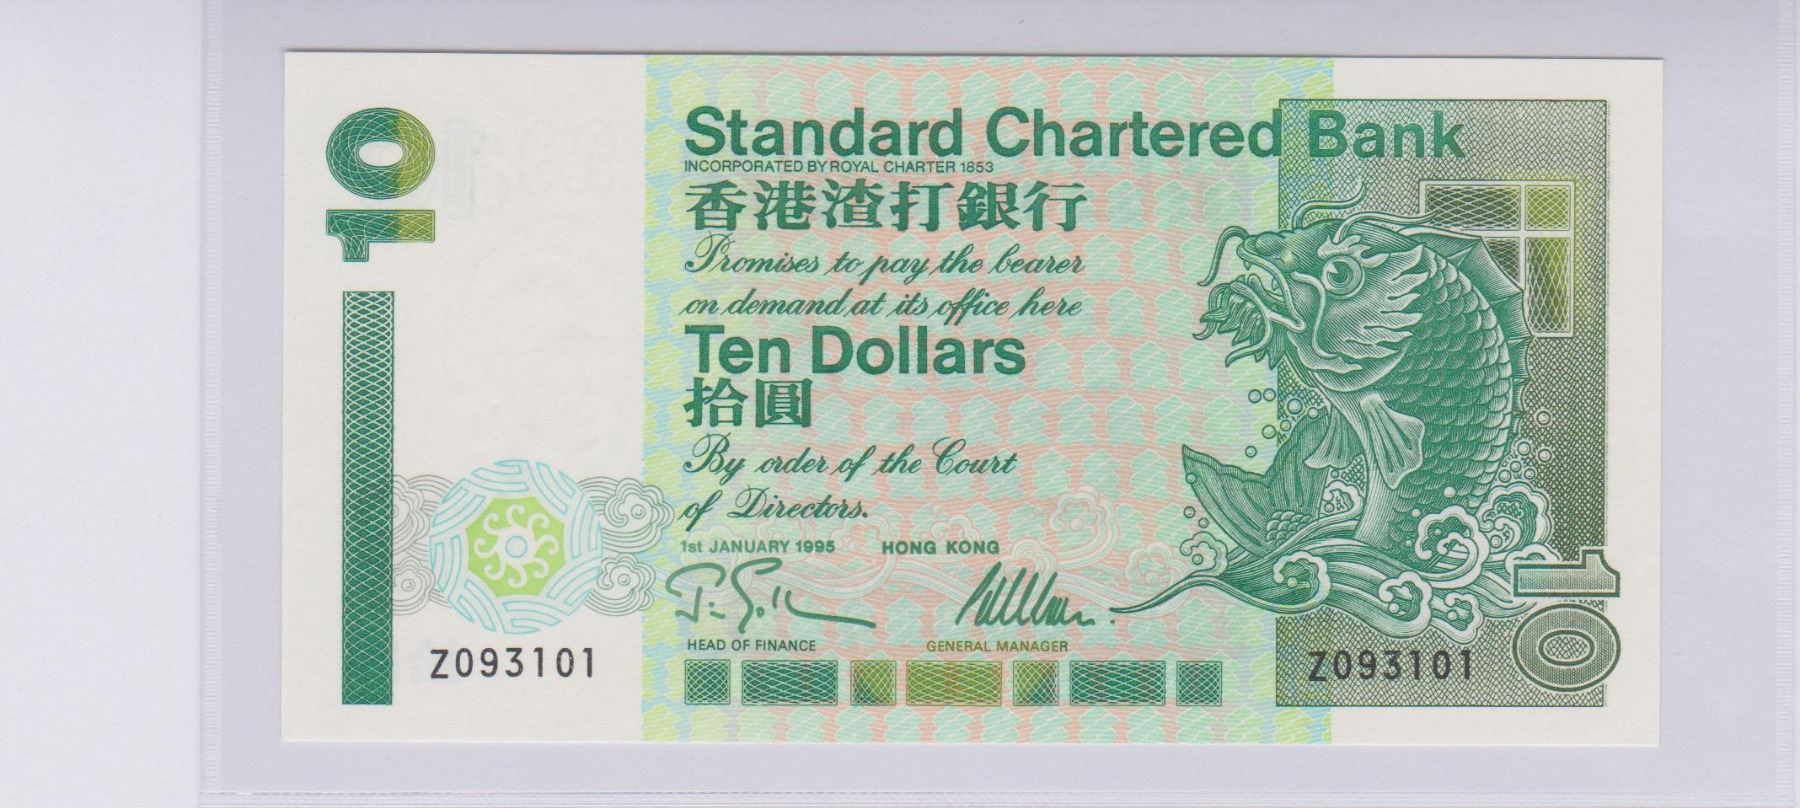 10
Standard Chartered Bank
INCORPORATED BY ROYAL CHARTER 1853
香港渣打銀行
Promises to pay the bearer
on demand at its office here
Ten Dollars
拾圓
By order of the Court
of Directors.
1st JANUARY 1995 HONG KONG
HEAD OF FINANCE GENERAL MANAGER
Z093101 Z093101
10